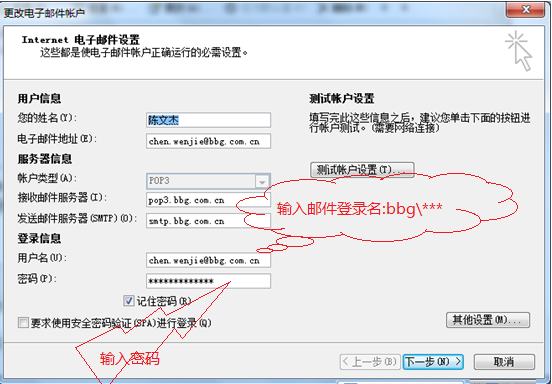 更改电子邮件帐户
Internet 电子邮件设置
这些都是使电子邮件帐户正确运行的必需设置。
用户信息
您的姓名(Y):
陈文杰
电子邮件地址(E):
chen.wenjie@bbg.com.cn
服务器信息
帐户类型(A):
POP3
接收邮件服务器(I):
pop3.bbg.com.cn
发送邮件服务器(SMTP)(O):
smtp.bbg.com.cn
登录信息
用户名(U):
chen.wenjie@bbg.com.cn
密码(P):
*************
记住密码(R)
要求使用安全密码验证(SPA)进行登录(Q)
测试帐户设置
填写完此这些信息之后，建议您单击下面的按钮进
行帐户测试。(需要网络连接)
测试帐户设置(T)...
输入邮件登录名:bbg\***
输入密码
其他设置(M)...
< 上一步(B)
下一步(N) >
取消